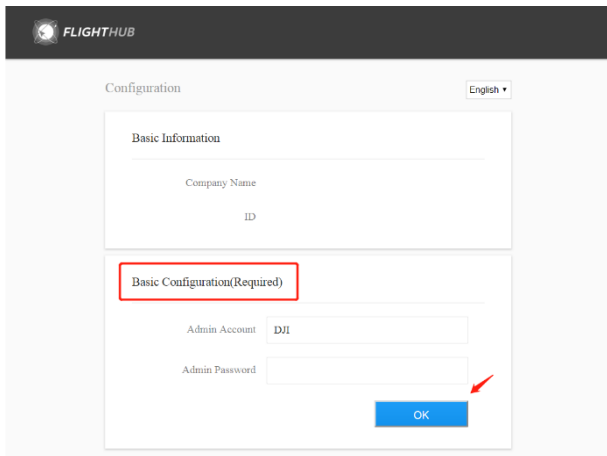 FLIGHTHUB
Configuration
English
Basic Information
Company Name
ID
Basic Configuration(Required)
Admin Account DJI
Admin Password
OK